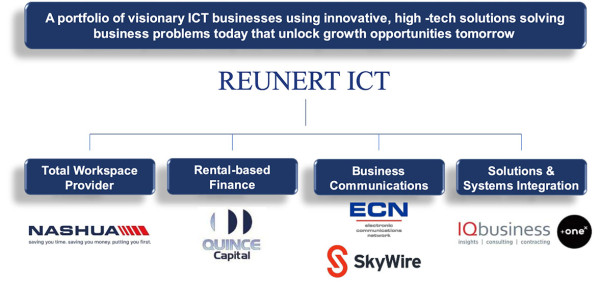 A portfolio of visionary ICT businesses using innovative, high -tech solutions solving
business problems today that unlock growth opportunities tomorrow
REUNERT ICT
Total Workspace
Provider
Rental-based
Finance
Business
Communications
Solutions &
Systems Integration
NASHUA
saving you time. saving you money. putting you first.
QUINCE
Capital
ECN
electronic
communications
network
SkyWire
IQbusiness
insights | consulting | contracting
+onex